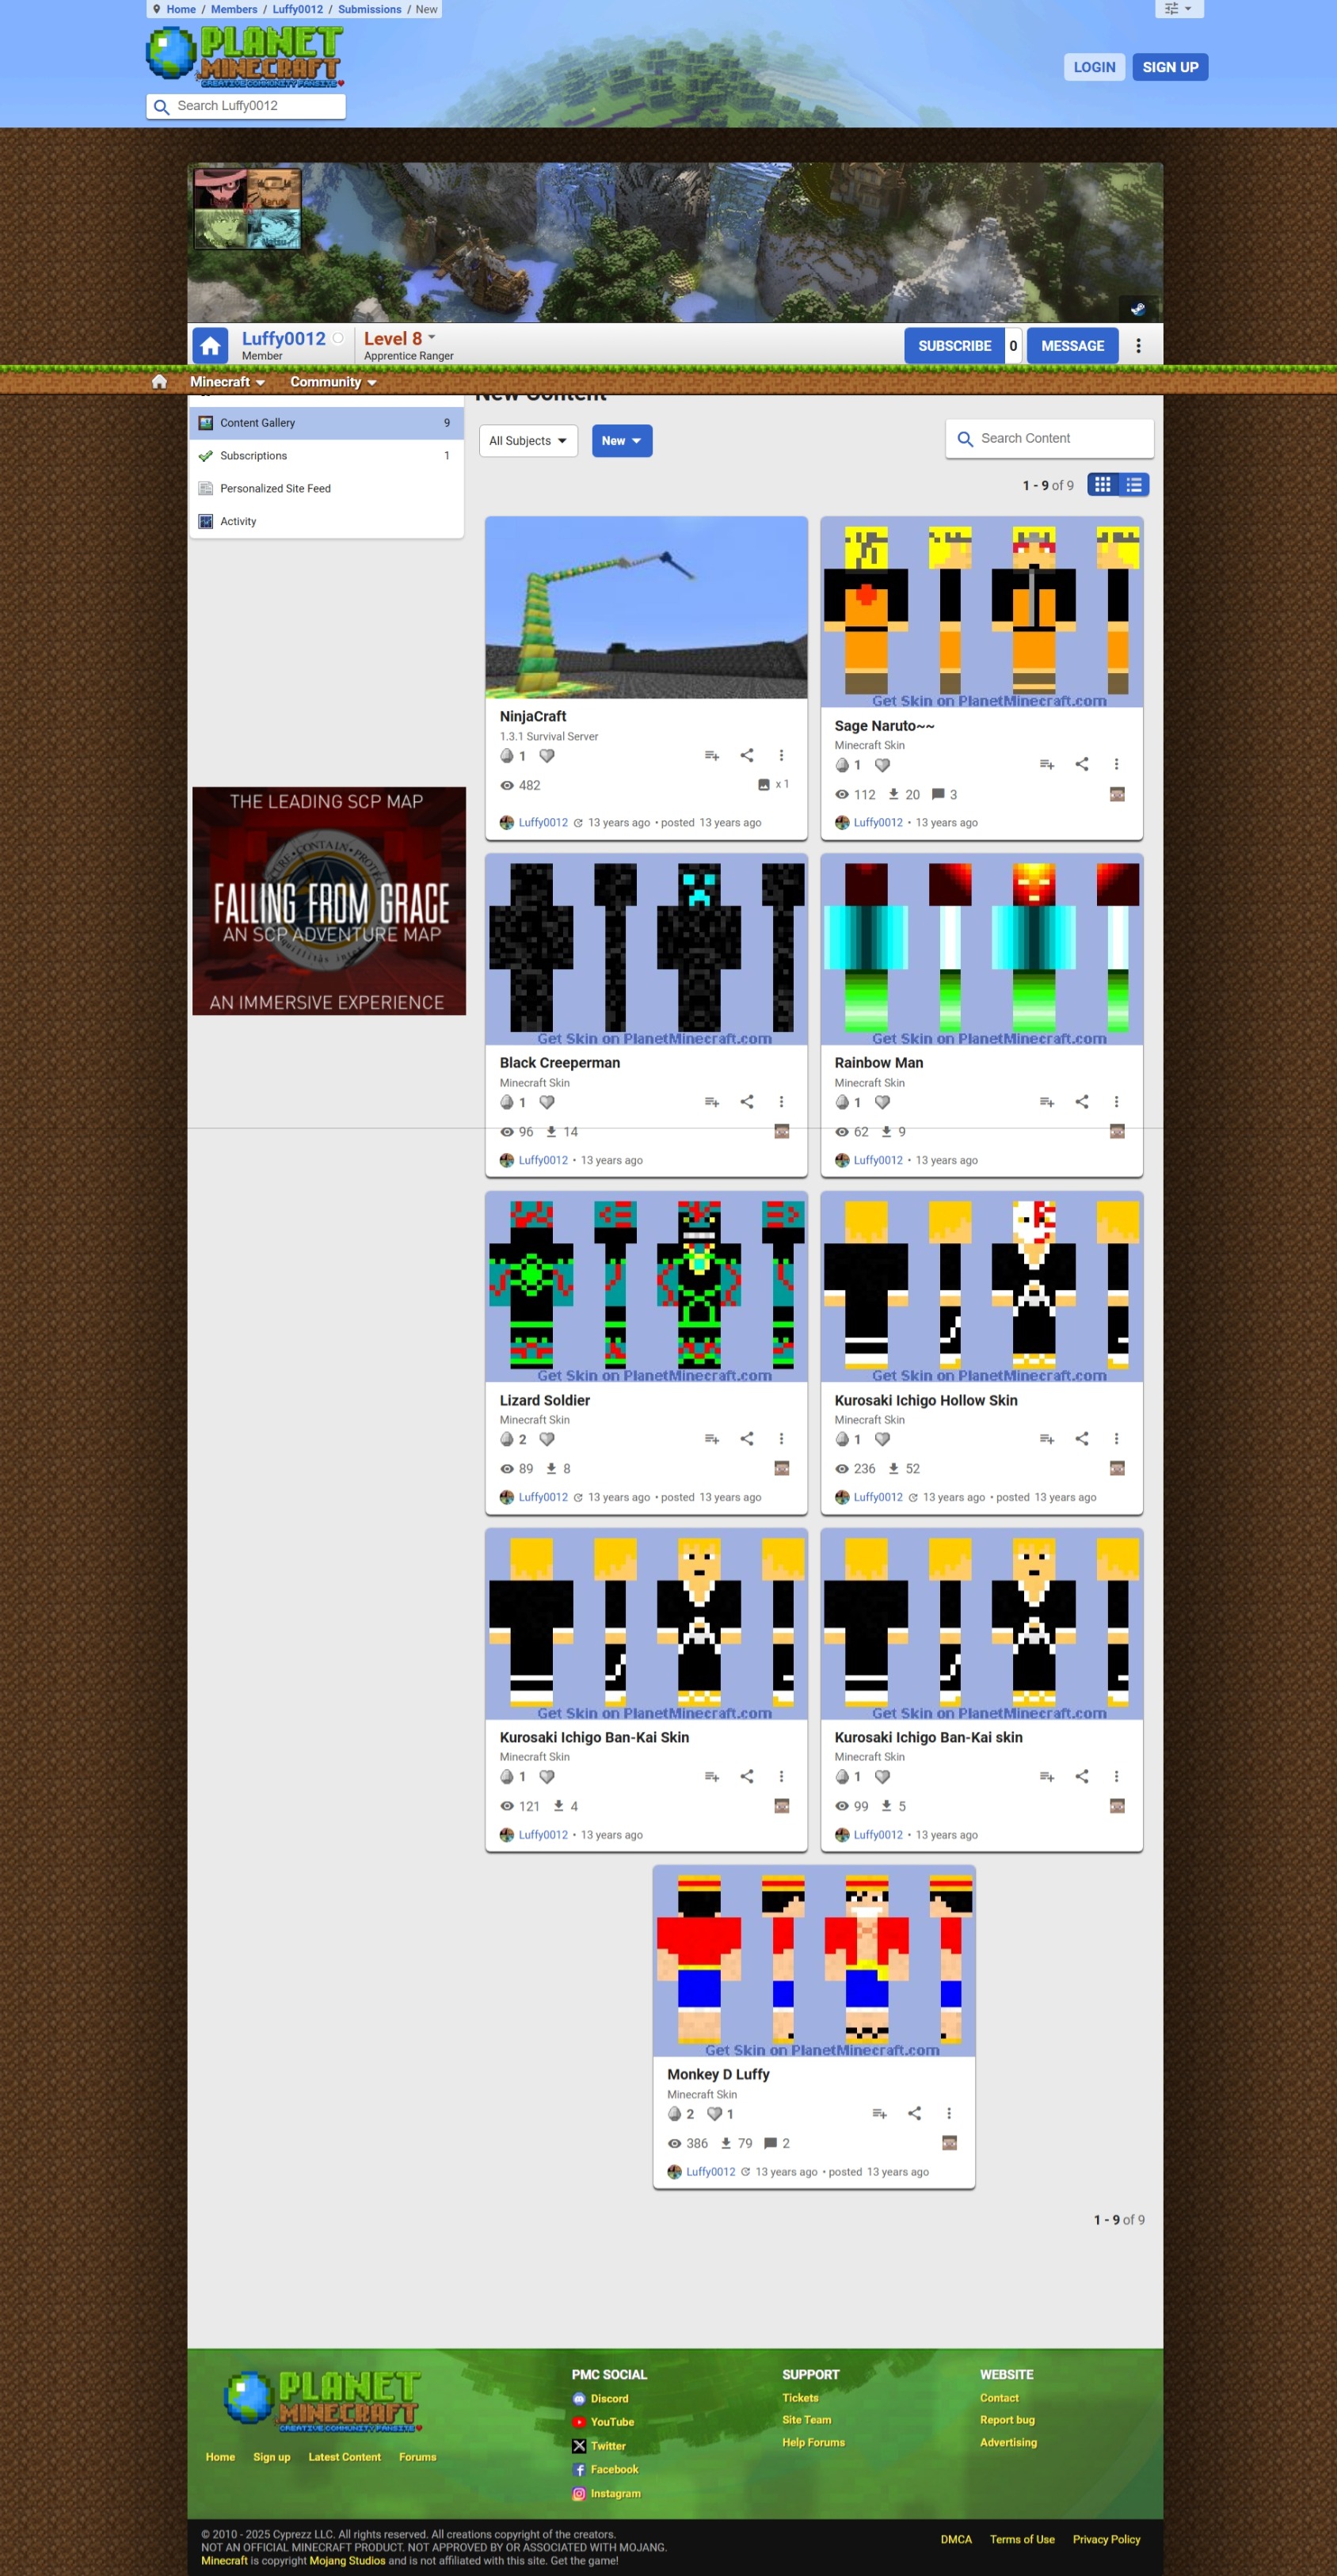 Home / Members / Luffy0012 / Submissions / New
PLANET
MINECRAFT
CREATIVE COMMUNITY FANSITE
LOGIN
SIGN UP
Search Luffy0012
Luffy0012
Member
Level 8
Apprentice Ranger
SUBSCRIBE 0
MESSAGE
Minecraft
Community
New Content
Content Gallery 9
Subscriptions 1
Personalized Site Feed
Activity
All Subjects
New
Search Content
1 - 9 of 9
NinjaCraft
1.3.1 Survival Server
1
482
x 1
Luffy0012 13 years ago • posted 13 years ago
Get Skin on PlanetMinecraft.com
Sage Naruto~~
Minecraft Skin
1
112 20 3
Luffy0012 • 13 years ago
THE LEADING SCP MAP
FALLING FROM GRACE
AN SCP ADVENTURE MAP
AN IMMERSIVE EXPERIENCE
Get Skin on PlanetMinecraft.com
Black Creeperman
Minecraft Skin
1
96 14
Luffy0012 • 13 years ago
Get Skin on PlanetMinecraft.com
Rainbow Man
Minecraft Skin
1
62 9
Luffy0012 • 13 years ago
Get Skin on PlanetMinecraft.com
Lizard Soldier
Minecraft Skin
2
89 8
Luffy0012 13 years ago • posted 13 years ago
Get Skin on PlanetMinecraft.com
Kurosaki Ichigo Hollow Skin
Minecraft Skin
1
236 52
Luffy0012 13 years ago • posted 13 years ago
Get Skin on PlanetMinecraft.com
Kurosaki Ichigo Ban-Kai Skin
Minecraft Skin
1
121 4
Luffy0012 • 13 years ago
Get Skin on PlanetMinecraft.com
Kurosaki Ichigo Ban-Kai skin
Minecraft Skin
1
99 5
Luffy0012 • 13 years ago
Get Skin on PlanetMinecraft.com
Monkey D Luffy
Minecraft Skin
2 1
386 79 2
Luffy0012 13 years ago • posted 13 years ago
1 - 9 of 9
PLANET
MINECRAFT
CREATIVE COMMUNITY FANSITE
Home Sign up Latest Content Forums
PMC SOCIAL
Discord
YouTube
Twitter
Facebook
Instagram
SUPPORT
Tickets
Site Team
Help Forums
WEBSITE
Contact
Report bug
Advertising
© 2010 - 2025 Cyprezz LLC. All rights reserved. All creations copyright of the creators.
NOT AN OFFICIAL MINECRAFT PRODUCT. NOT APPROVED BY OR ASSOCIATED WITH MOJANG.
Minecraft is copyright Mojang Studios and is not affiliated with this site. Get the game!
DMCA Terms of Use Privacy Policy